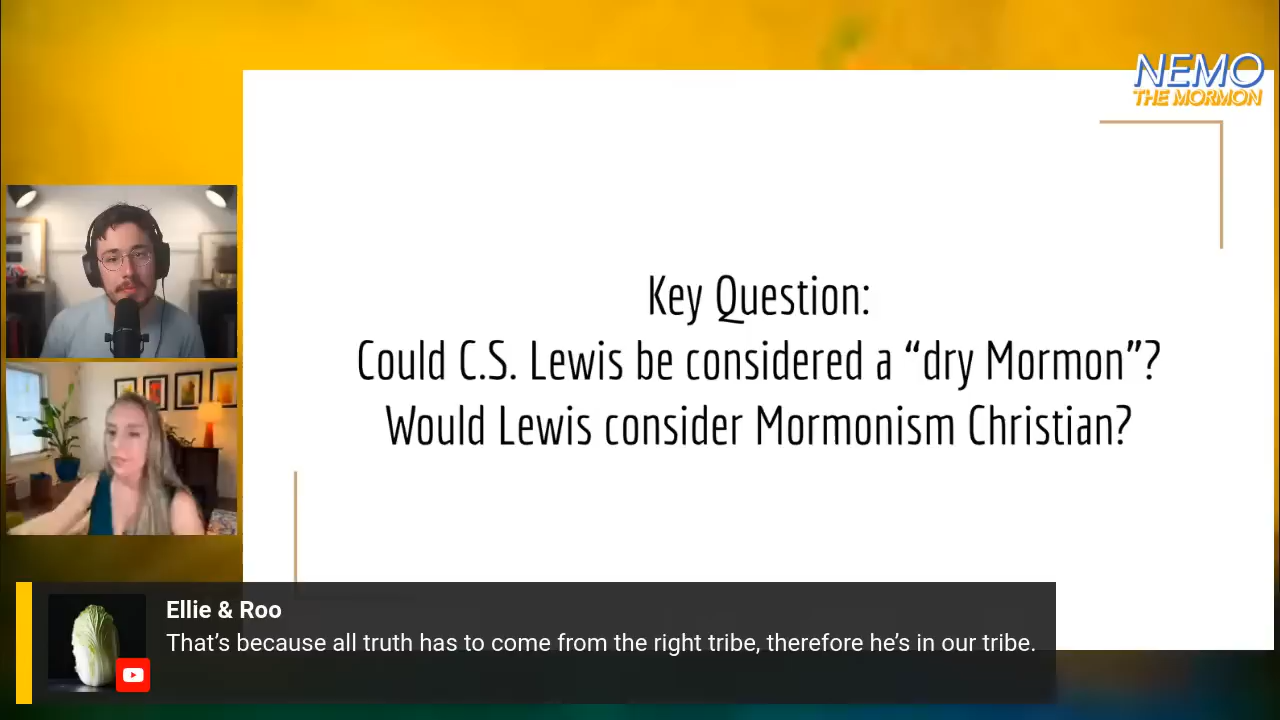 NEMO
THE MORMON
Key Question:
Could C.S. Lewis be considered a “dry Mormon”?
Would Lewis consider Mormonism Christian?
Ellie & Roo
That’s because all truth has to come from the right tribe, therefore he’s in our tribe.